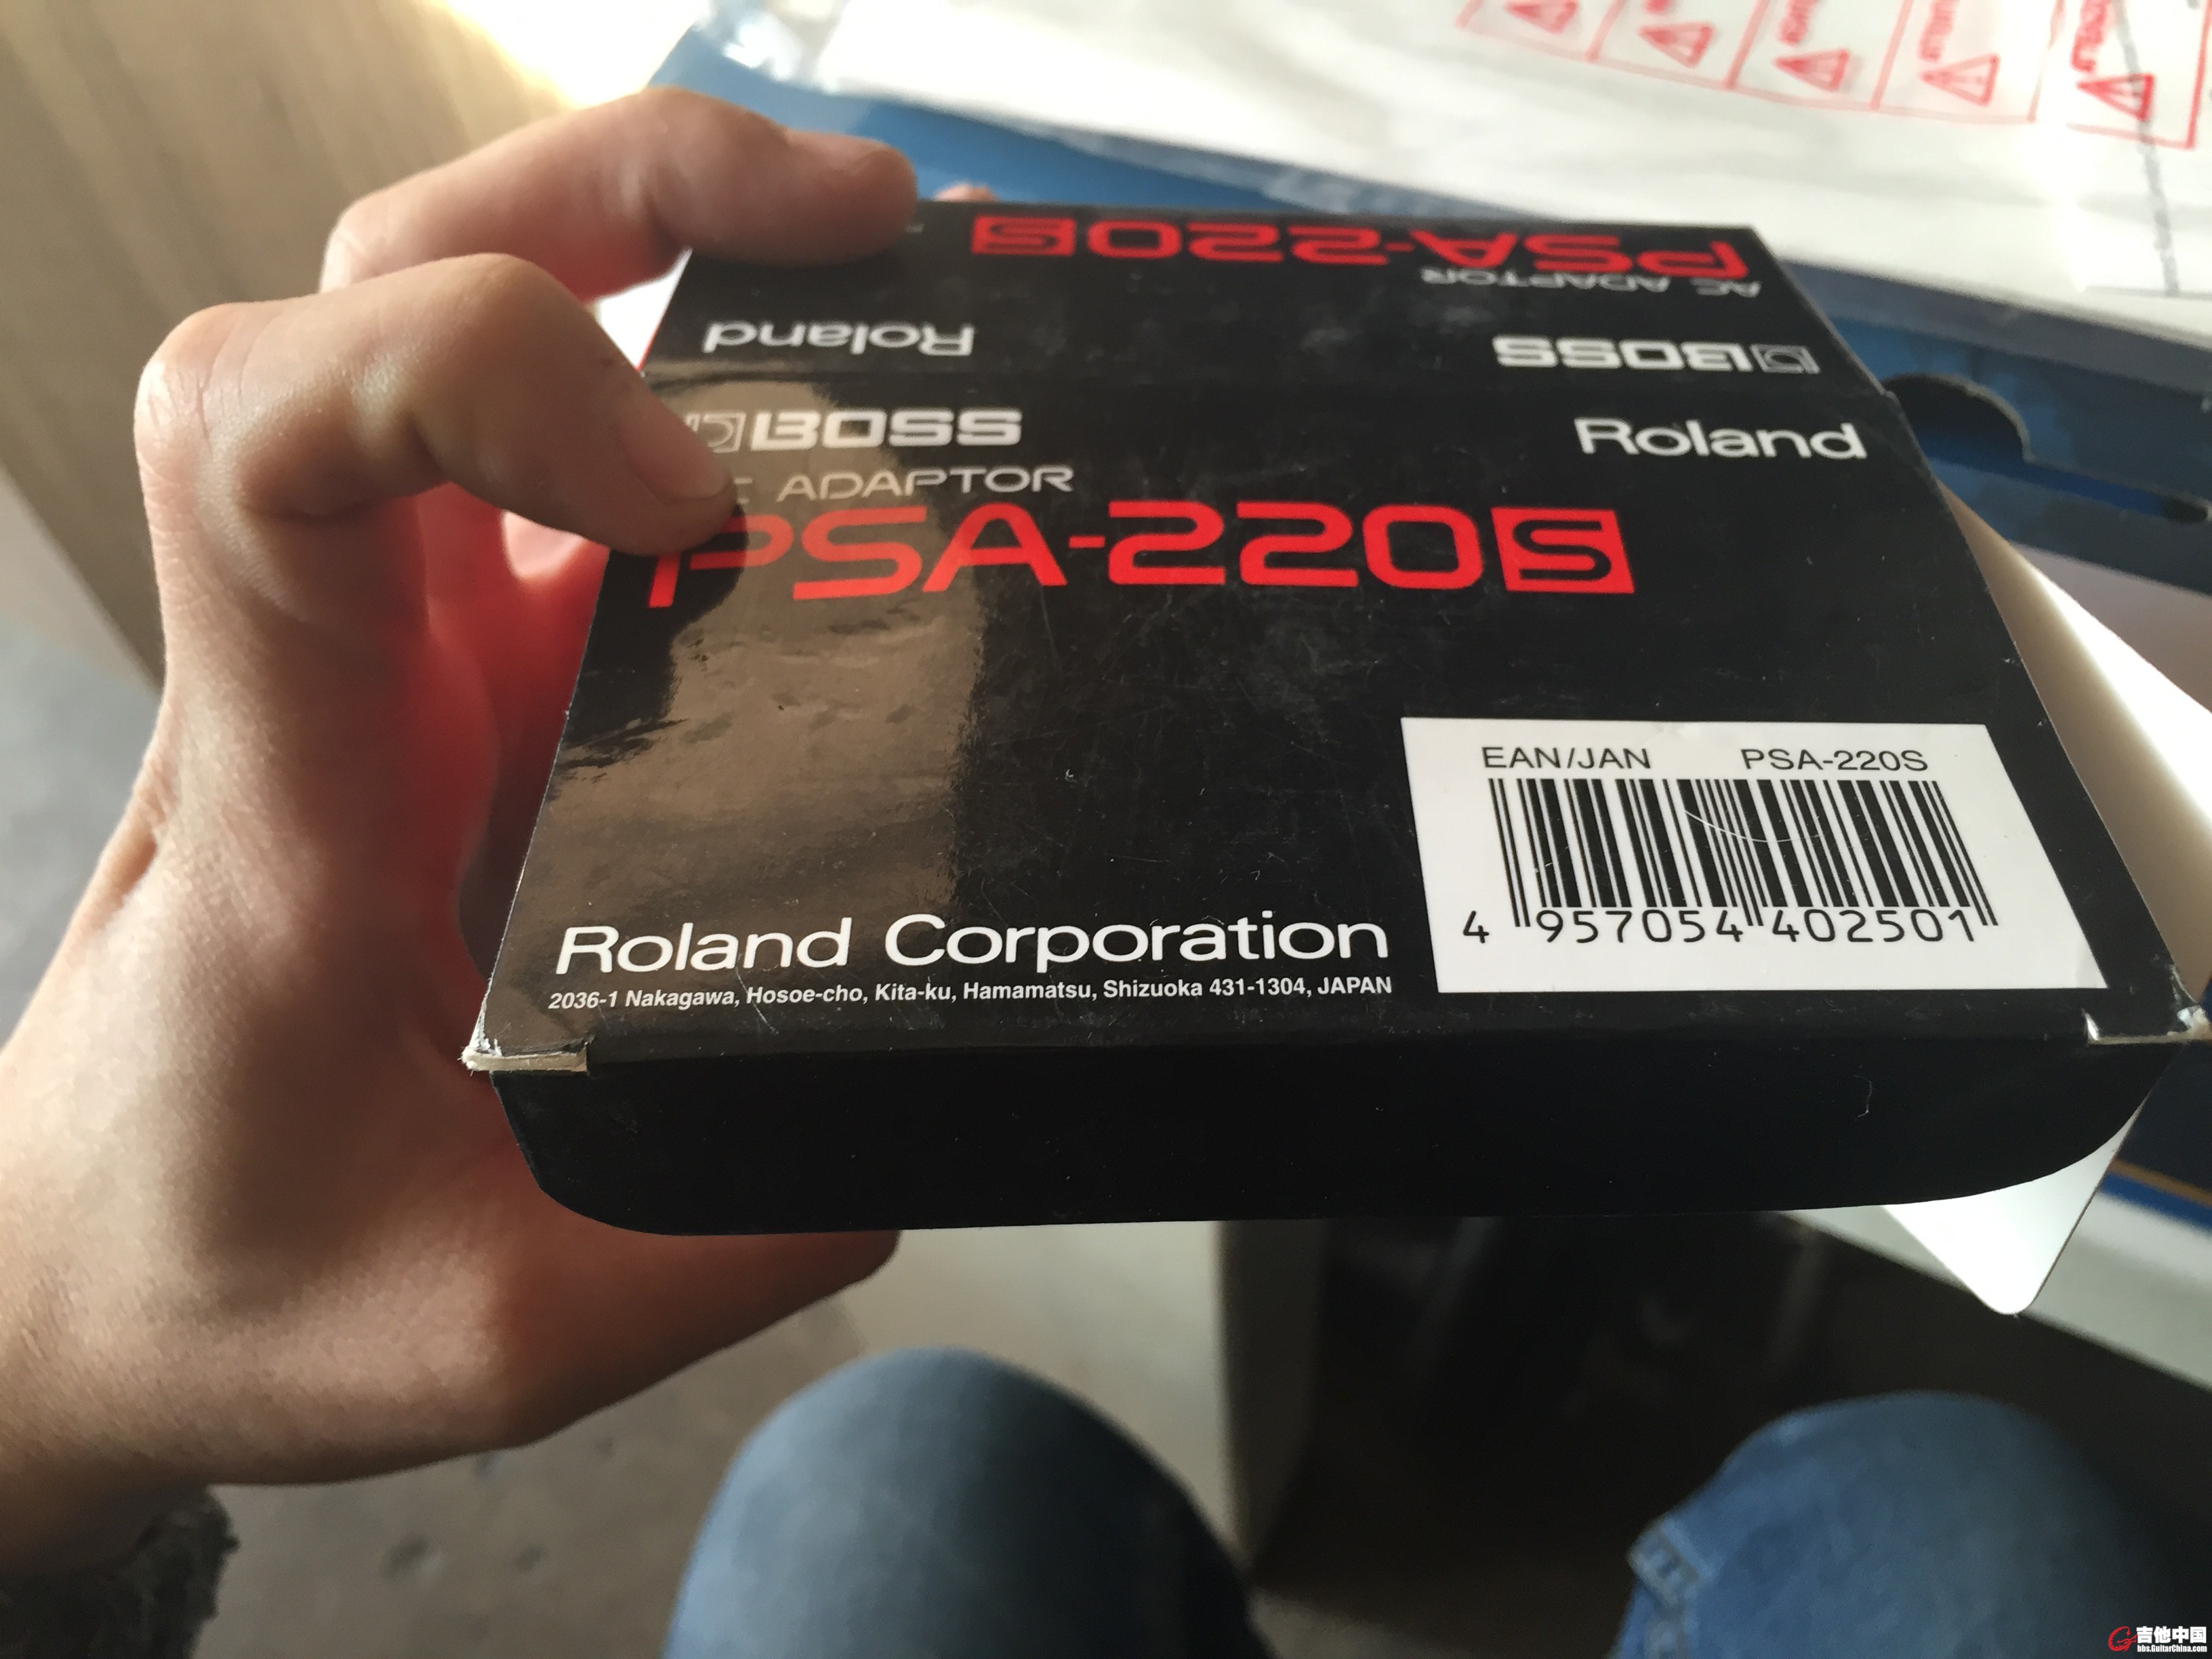 PSA-220S
AC ADAPTOR
Roland
BOSS
BOSS
Roland
ADAPTOR
PSA-220S
EAN/JAN PSA-220S
4 957054 402501
Roland Corporation
2036-1 Nakagawa, Hosoe-cho, Kita-ku, Hamamatsu, Shizuoka 431-1304, JAPAN
吉他中国
bbs.GuitarChina.com